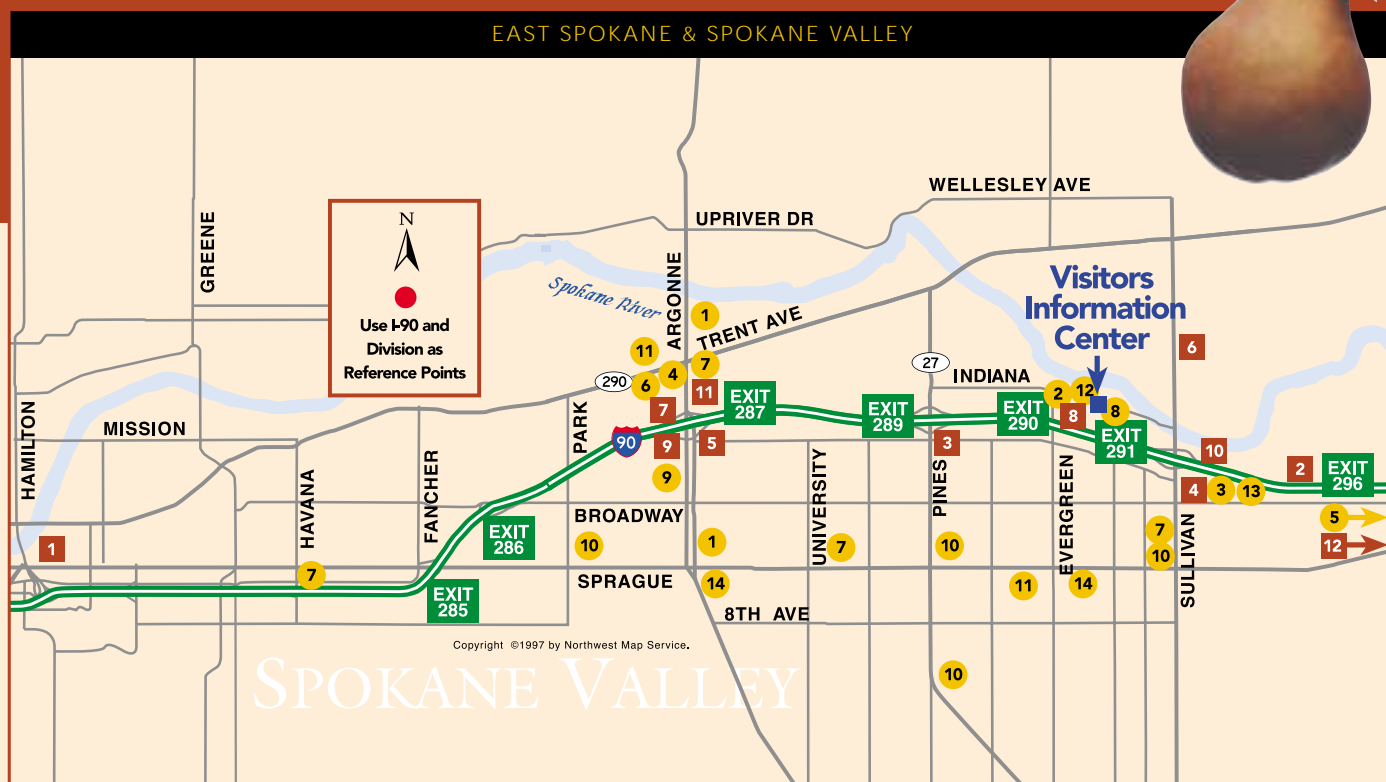 EAST SPOKANE & SPOKANE VALLEY
WELLESLEY AVE
UPRIVER DR
GREENE
N
Use I-90 and
Division as
Reference Points
Spokane River
ARGONNE
TRENT AVE
Visitors
Information
Center
1
11
7
4
6
290
11
7
27
INDIANA
2
12
8
8
6
EXIT
287
EXIT
289
EXIT
290
EXIT
291
HAMILTON
MISSION
PARK
90
9
5
3
10
2
EXIT
296
HAVANA
FANCHER
9
UNIVERSITY
PINES
EVERGREEN
4
3
13
BROADWAY
EXIT
286
1
10
1
7
10
7
10
5
12
SULLIVAN
7
SPRAGUE
EXIT
285
14
11
14
8TH AVE
Copyright ©1997 by Northwest Map Service.
SPOKANE VALLEY
10